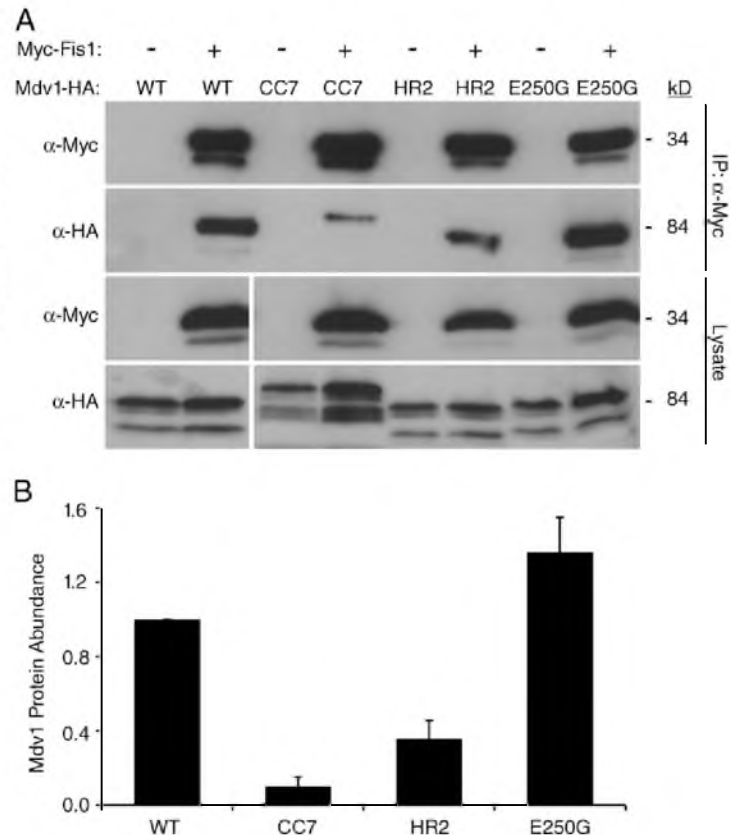 A
Myc-Fis1: - + - + - + - +
Mdv1-HA: WT WT CC7 CC7 HR2 HR2 E250G E250G kD
α-Myc - 34
α-HA - 84
IP: α-Myc
α-Myc - 34
α-HA - 84
Lysate
B
Mdv1 Protein Abundance
1.6
1.2
0.8
0.4
0.0
WT CC7 HR2 E250G